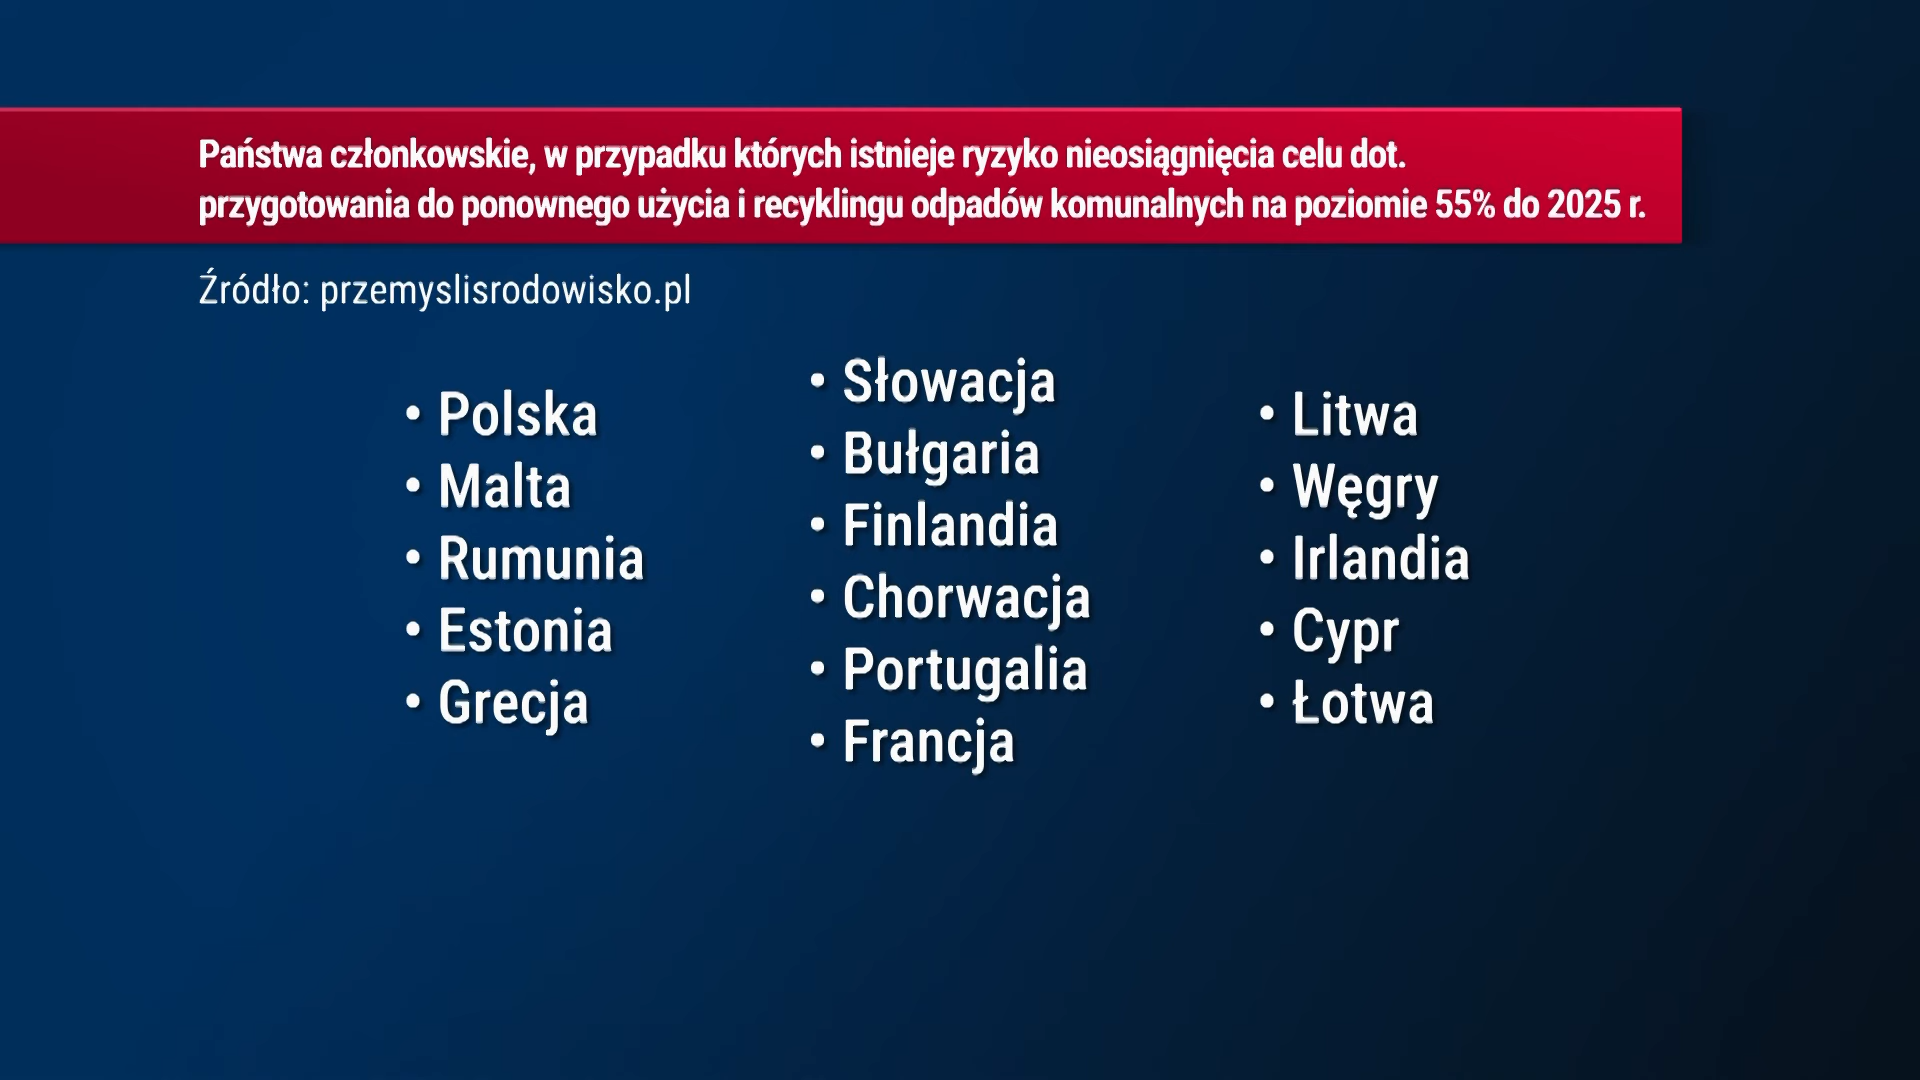 Państwa członkowskie, w przypadku których istnieje ryzyko nieosiągnięcia celu dot.
przygotowania do ponownego użycia i recyklingu odpadów komunalnych na poziomie 55% do 2025 r.
Źródło: przemyslisrodowisko.pl
• Polska
• Malta
• Rumunia
• Estonia
• Grecja
• Słowacja
• Bułgaria
• Finlandia
• Chorwacja
• Portugalia
• Francja
• Litwa
• Węgry
• Irlandia
• Cypr
• Łotwa